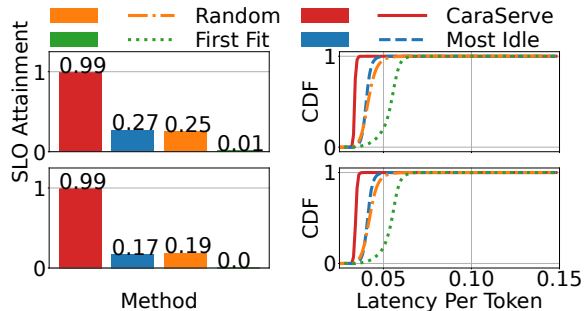 Random
CaraServe
First Fit
Most Idle
SLO Attainment
1
0
0.99
0.27
0.25
0.01
CDF
1
0
1
0
0.99
0.17
0.19
0.0
Method
CDF
1
0
0.05
0.10
0.15
Latency Per Token